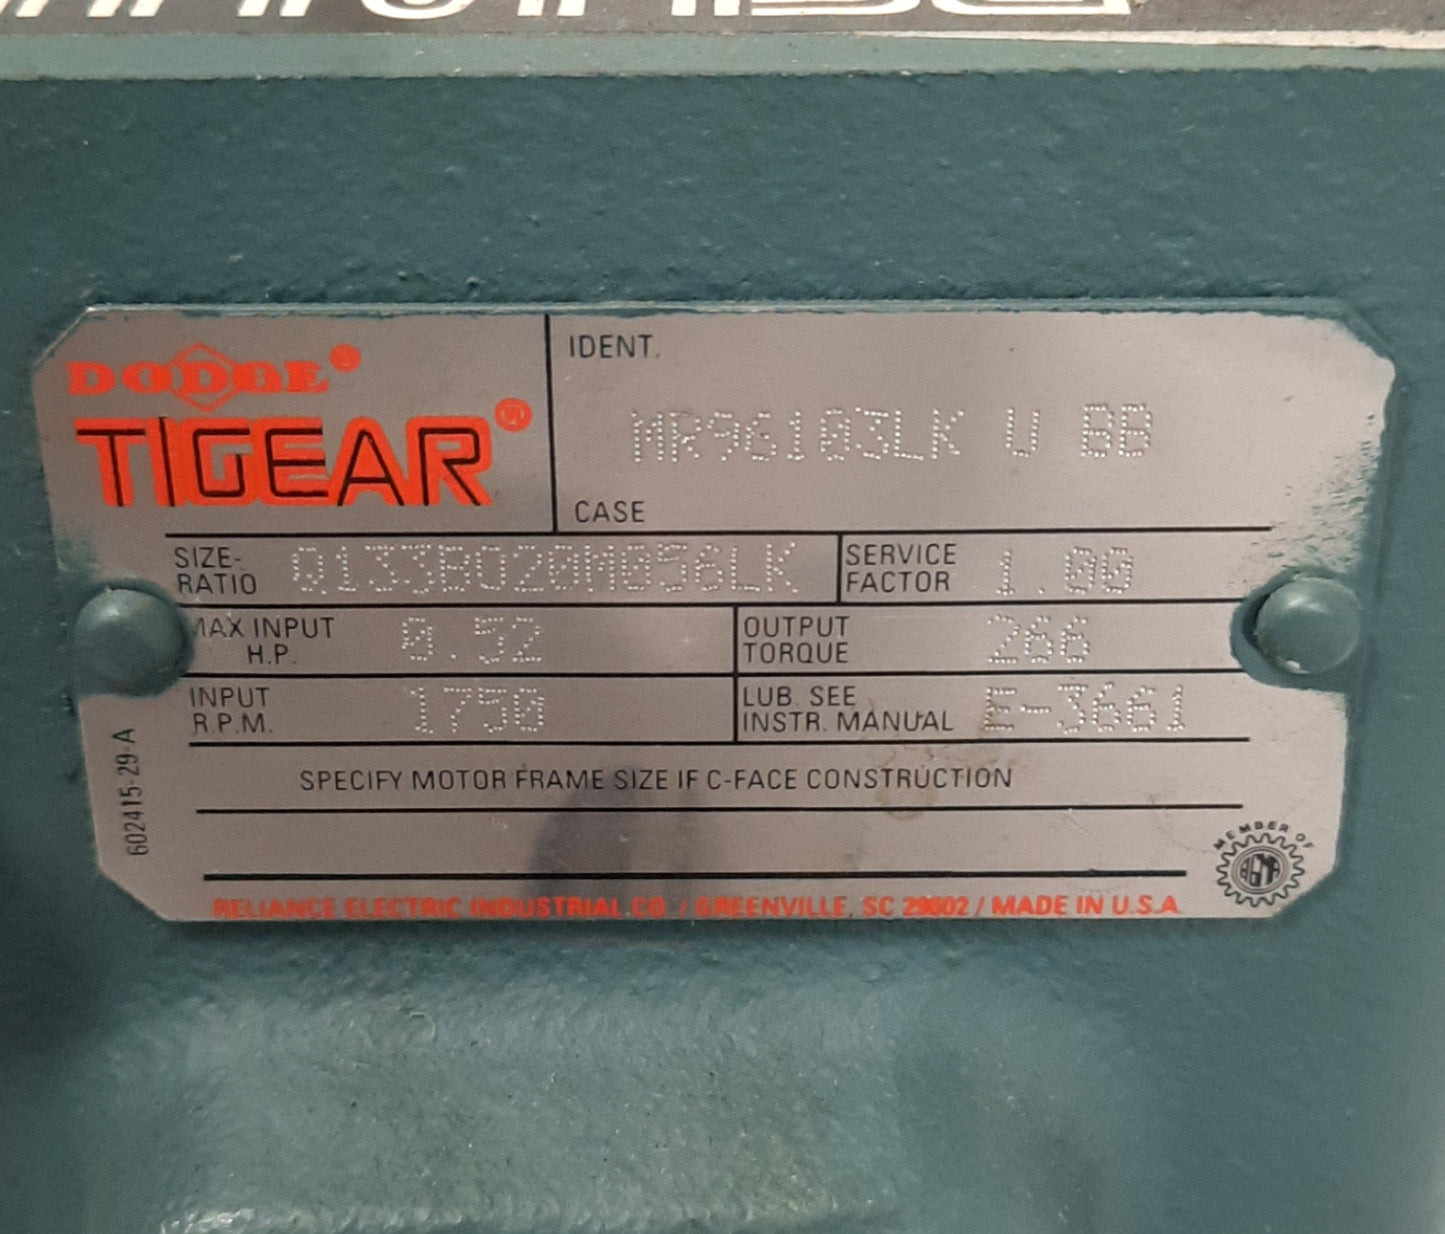 DODGE®
TIGEAR®
IDENT.
MR96103LK U BB
CASE
SIZE-RATIO Q133B020M056LK
SERVICE FACTOR 1.00
MAX INPUT H.P. 0.52
OUTPUT TORQUE 266
INPUT R.P.M. 1750
LUB. SEE INSTR. MANUAL E-3661
SPECIFY MOTOR FRAME SIZE IF C-FACE CONSTRUCTION
602415-29-A
MEMBER OF
AGMA
RELIANCE ELECTRIC INDUSTRIAL CO. / GREENVILLE, SC 29602 / MADE IN U.S.A.